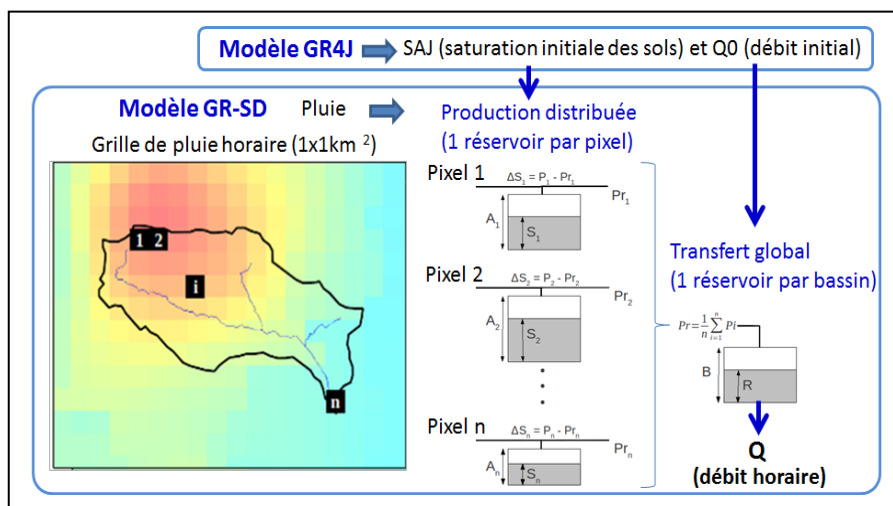 Modèle GR4J SAJ (saturation initiale des sols) et Q0 (débit initial)
Modèle GR-SD Pluie
Grille de pluie horaire (1x1km ²)
Production distribuée
(1 réservoir par pixel)
1 2
i
n
Pixel 1
ΔS₁ = P₁ - Pr₁
Pr₁
A₁
S₁
Pixel 2
ΔS₂ = P₂ - Pr₂
Pr₂
A₂
S₂
Pixel n
ΔSₙ = Pₙ - Prₙ
Prₙ
Aₙ
Sₙ
Transfert global
(1 réservoir par bassin)
Pr=1/n ∑ⁿᵢ₌₁ Pi
B
R
Q
(débit horaire)